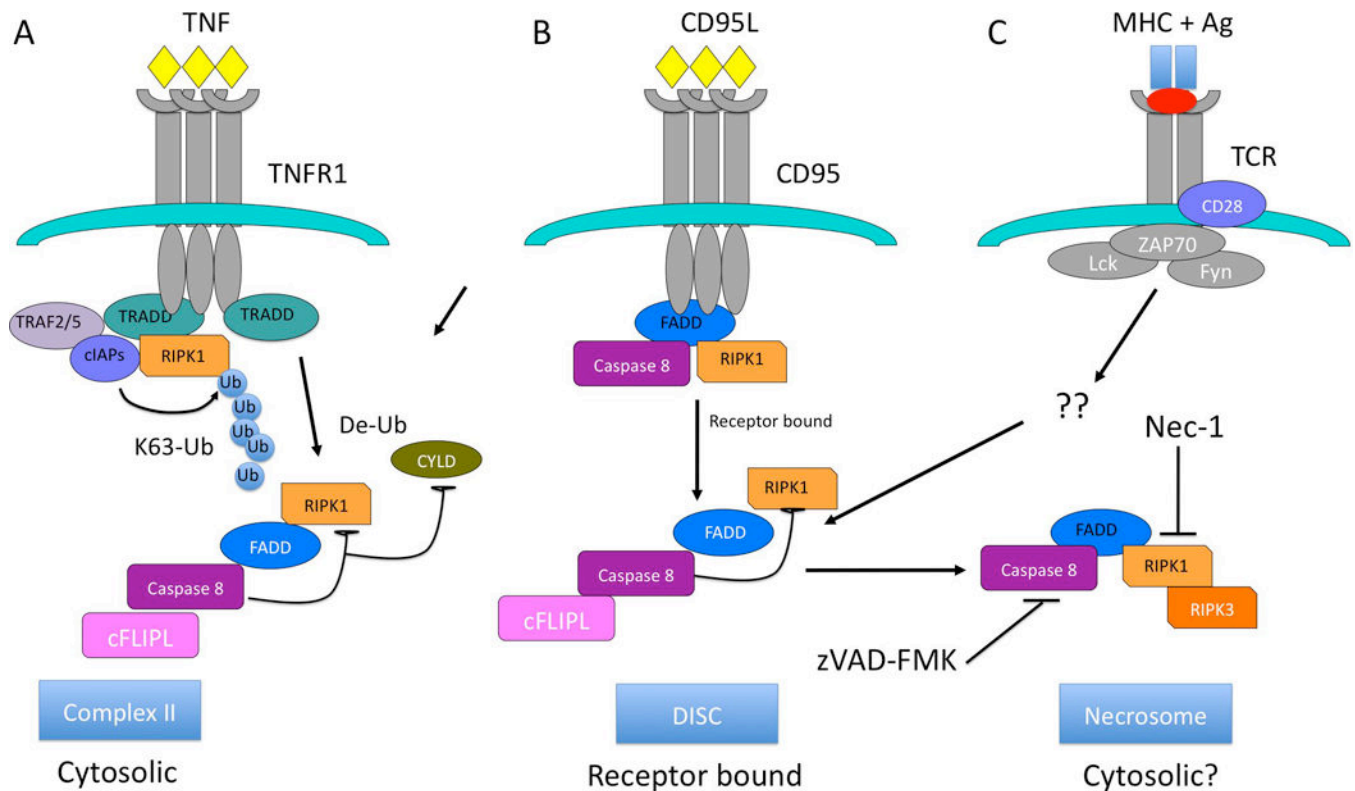 A
TNF
TNFR1
TRAF2/5
TRADD
TRADD
cIAPs
RIPK1
Ub
Ub
Ub
Ub
Ub
K63-Ub
De-Ub
CYLD
RIPK1
FADD
Caspase 8
cFLIPL
Complex II
Cytosolic
B
CD95L
CD95
FADD
Caspase 8
RIPK1
Receptor bound
RIPK1
FADD
Caspase 8
cFLIPL
DISC
Receptor bound
C
MHC + Ag
TCR
CD28
ZAP70
Lck
Fyn
??
Nec-1
FADD
Caspase 8
RIPK1
RIPK3
zVAD-FMK
Necrosome
Cytosolic?